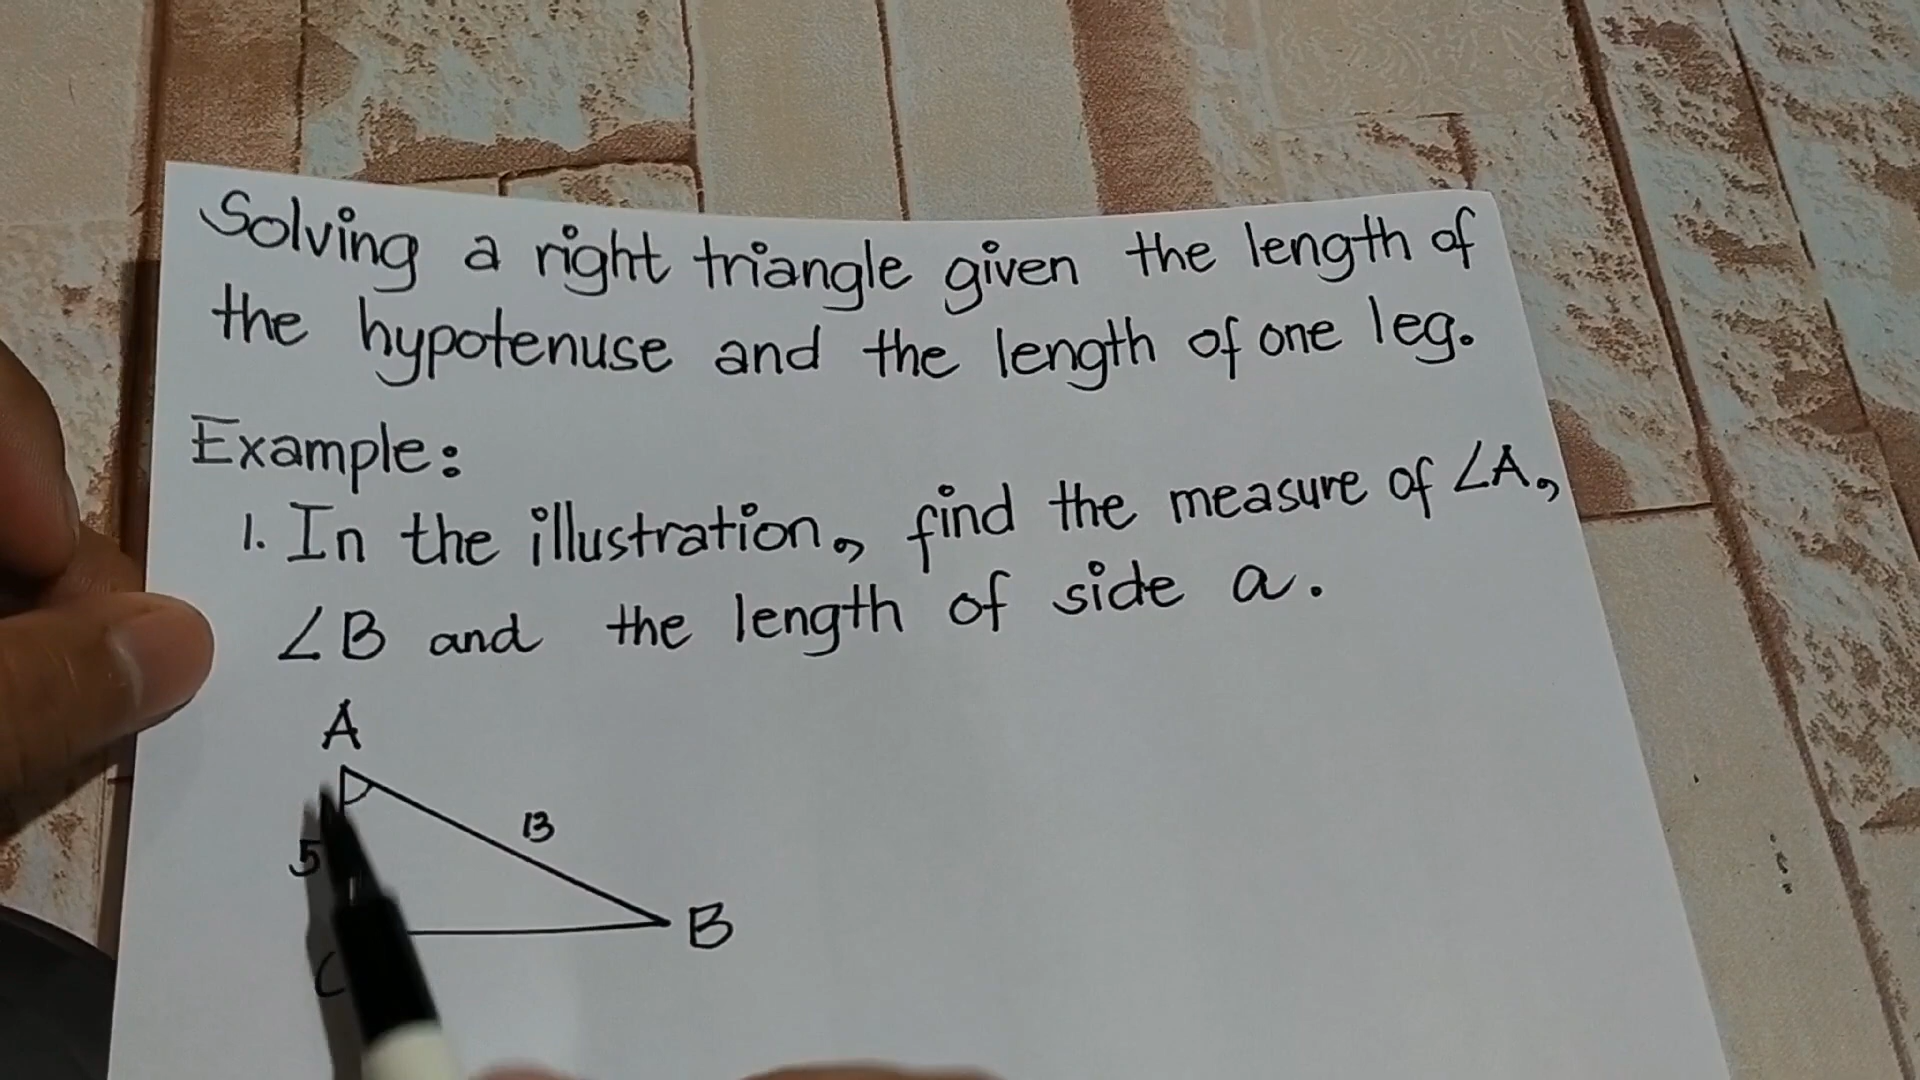 Solving a right triangle given the length of
the hypotenuse and the length of one leg.
Example:
1. In the illustration, find the measure of ∠A,
∠B and the length of side a.
A
13
5
B
C